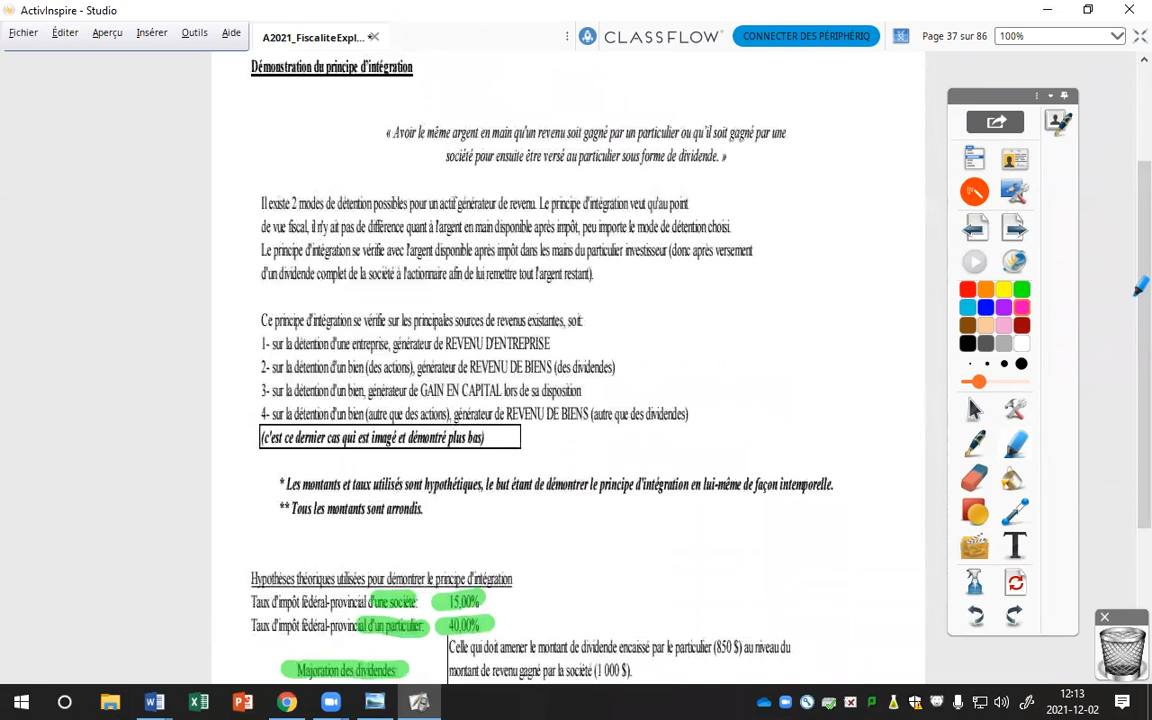 ActivInspire - Studio
Fichier Éditer Aperçu Insérer Outils Aide
A2021_FiscaliteExpl...
CLASSFLOW
CONNECTER DES PÉRIPHÉRIQ
Page 37 sur 86
100%
Démonstration du principe d'intégration
« Avoir le même argent en main qu'un revenu soit gagné par un particulier ou qu'il soit gagné par une
société pour ensuite être versé au particulier sous forme de dividende. »
Il existe 2 modes de détention possibles pour un actif générateur de revenu. Le principe d'intégration veut qu'au point
de vue fiscal, il n'y ait pas de différence quant à l'argent en main disponible après impôt, peu importe le mode de détention choisi.
Le principe d'intégration se vérifie avec l'argent disponible après impôt dans les mains du particulier investisseur (donc après versement
d'un dividende complet de la société à l'actionnaire afin de lui remettre tout l'argent restant).
Ce principe d'intégration se vérifie sur les principales sources de revenus existantes, soit:
1- sur la détention d'une entreprise, générateur de REVENU D'ENTREPRISE
2- sur la détention d'un bien (des actions), générateur de REVENU DE BIENS (des dividendes)
3- sur la détention d'un bien, générateur de GAIN EN CAPITAL lors de sa disposition
4- sur la détention d'un bien (autre que des actions), générateur de REVENU DE BIENS (autre que des dividendes)
(c'est ce dernier cas qui est imagé et démontré plus bas)
* Les montants et taux utilisés sont hypothétiques, le but étant de démontrer le principe d'intégration en lui-même de façon intemporelle.
** Tous les montants sont arrondis.
Hypothèses théoriques utilisées pour démontrer le principe d'intégration
Taux d'impôt fédéral-provincial d'une société: 15,00%
Taux d'impôt fédéral-provincial d'un particulier: 40,00%
Celle qui doit amener le montant de dividende encaissé par le particulier (850 $) au niveau du
Majoration des dividendes: montant de revenu gagné par la société (1 000 $).
12:13
2021-12-02